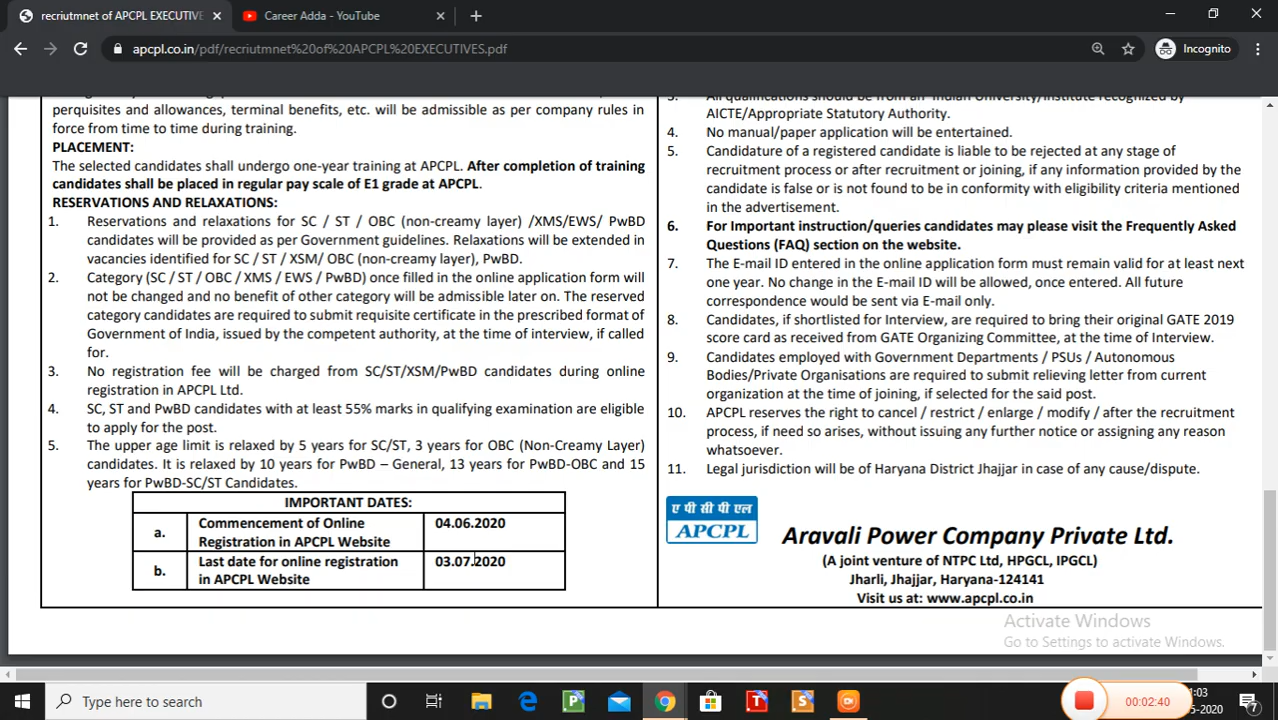 recriutmnet of APCPL EXECUTIVE
Career Adda - YouTube
apcpl.co.in/pdf/recriutmnet%20of%20APCPL%20EXECUTIVES.pdf
Incognito
perquisites and allowances, terminal benefits, etc. will be admissible as per company rules in
force from time to time during training.
PLACEMENT:
The selected candidates shall undergo one-year training at APCPL. After completion of training
candidates shall be placed in regular pay scale of E1 grade at APCPL.
RESERVATIONS AND RELAXATIONS:
1. Reservations and relaxations for SC / ST / OBC (non-creamy layer) /XMS/EWS/ PwBD
candidates will be provided as per Government guidelines. Relaxations will be extended in
vacancies identified for SC / ST / XSM/ OBC (non-creamy layer), PwBD.
2. Category (SC / ST / OBC / XMS / EWS / PwBD) once filled in the online application form will
not be changed and no benefit of other category will be admissible later on. The reserved
category candidates are required to submit requisite certificate in the prescribed format of
Government of India, issued by the competent authority, at the time of interview, if called
for.
3. No registration fee will be charged from SC/ST/XSM/PwBD candidates during online
registration in APCPL Ltd.
4. SC, ST and PwBD candidates with at least 55% marks in qualifying examination are eligible
to apply for the post.
5. The upper age limit is relaxed by 5 years for SC/ST, 3 years for OBC (Non-Creamy Layer)
candidates. It is relaxed by 10 years for PwBD – General, 13 years for PwBD-OBC and 15
years for PwBD-SC/ST Candidates.
IMPORTANT DATES:
a. Commencement of Online 04.06.2020
Registration in APCPL Website
b. Last date for online registration 03.07.2020
in APCPL Website
3. All qualifications should be from an Indian University/Institute recognized by
AICTE/Appropriate Statutory Authority.
4. No manual/paper application will be entertained.
5. Candidature of a registered candidate is liable to be rejected at any stage of
recruitment process or after recruitment or joining, if any information provided by the
candidate is false or is not found to be in conformity with eligibility criteria mentioned
in the advertisement.
6. For Important instruction/queries candidates may please visit the Frequently Asked
Questions (FAQ) section on the website.
7. The E-mail ID entered in the online application form must remain valid for at least next
one year. No change in the E-mail ID will be allowed, once entered. All future
correspondence would be sent via E-mail only.
8. Candidates, if shortlisted for Interview, are required to bring their original GATE 2019
score card as received from GATE Organizing Committee, at the time of Interview.
9. Candidates employed with Government Departments / PSUs / Autonomous
Bodies/Private Organisations are required to submit relieving letter from current
organization at the time of joining, if selected for the said post.
10. APCPL reserves the right to cancel / restrict / enlarge / modify / after the recruitment
process, if need so arises, without issuing any further notice or assigning any reason
whatsoever.
11. Legal jurisdiction will be of Haryana District Jhajjar in case of any cause/dispute.
ए पी सी पी एल
APCPL
Aravali Power Company Private Ltd.
(A joint venture of NTPC Ltd, HPGCL, IPGCL)
Jharli, Jhajjar, Haryana-124141
Visit us at: www.apcpl.co.in
Activate Windows
Go to Settings to activate Windows.
Type here to search
00:02:40
1:03
5-2020
7